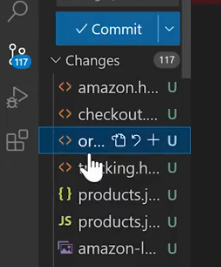 Commit
117
Changes 117
amazon.h... U
checkout.... U
or... U
tracking.h... U
{} products.j... U
JS products.j... U
amazon-l... U